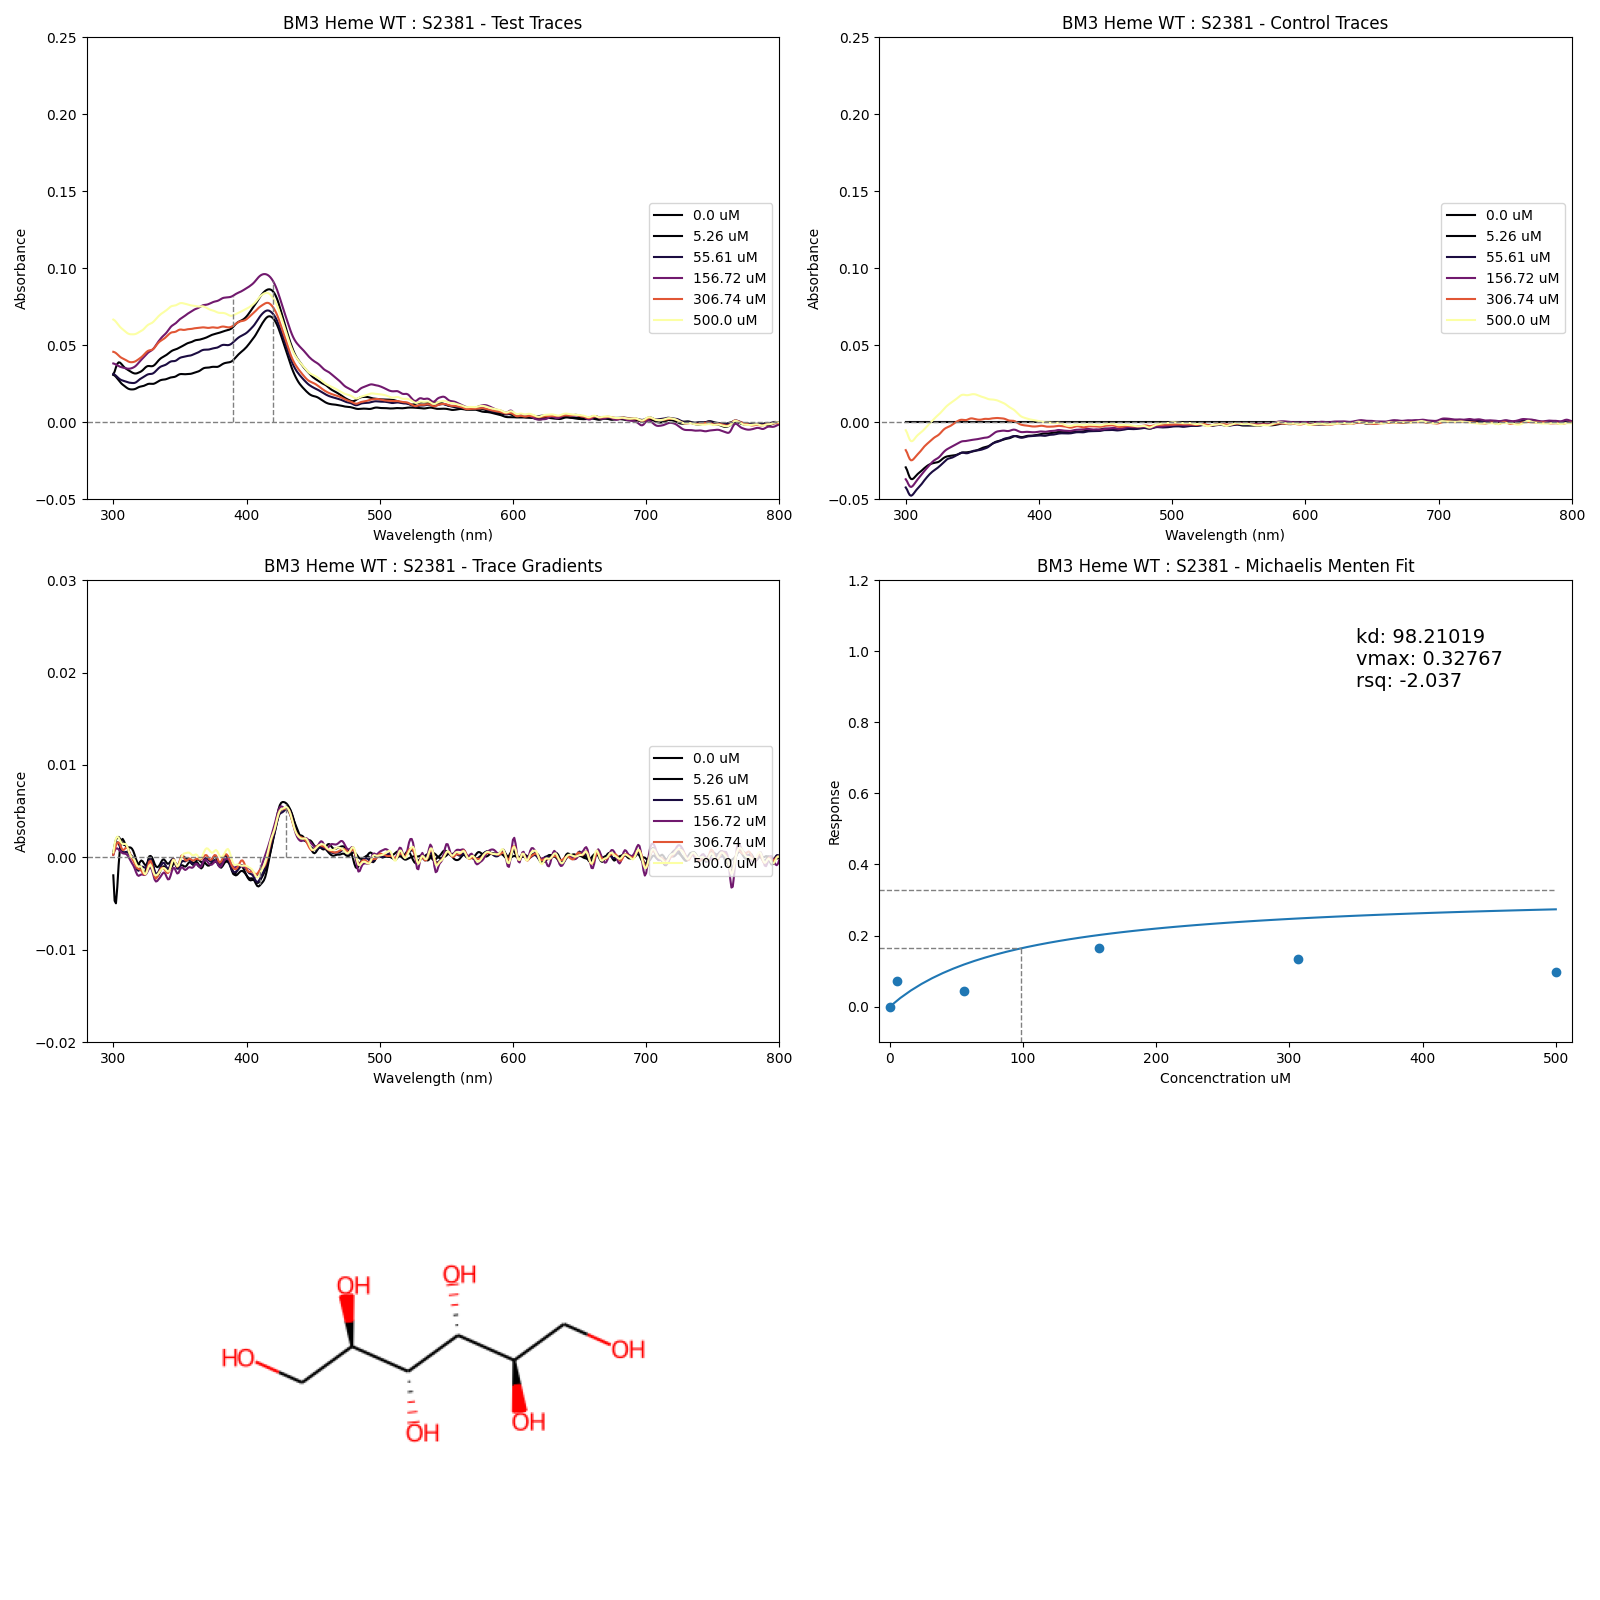 BM3 Heme WT : S2381 - Test Traces
0.25
0.20
0.15
0.10
0.05
0.00
−0.05
Absorbance
300
400
500
600
700
800
Wavelength (nm)
0.0 uM
5.26 uM
55.61 uM
156.72 uM
306.74 uM
500.0 uM
BM3 Heme WT : S2381 - Control Traces
0.25
0.20
0.15
0.10
0.05
0.00
−0.05
Absorbance
300
400
500
600
700
800
Wavelength (nm)
0.0 uM
5.26 uM
55.61 uM
156.72 uM
306.74 uM
500.0 uM
BM3 Heme WT : S2381 - Trace Gradients
0.03
0.02
0.01
0.00
−0.01
−0.02
Absorbance
300
400
500
600
700
800
Wavelength (nm)
0.0 uM
5.26 uM
55.61 uM
156.72 uM
306.74 uM
500.0 uM
BM3 Heme WT : S2381 - Michaelis Menten Fit
1.2
1.0
0.8
0.6
0.4
0.2
0.0
Response
kd: 98.21019
vmax: 0.32767
rsq: -2.037
0
100
200
300
400
500
Concenctration uM
OH
OH
HO
OH
OH
OH